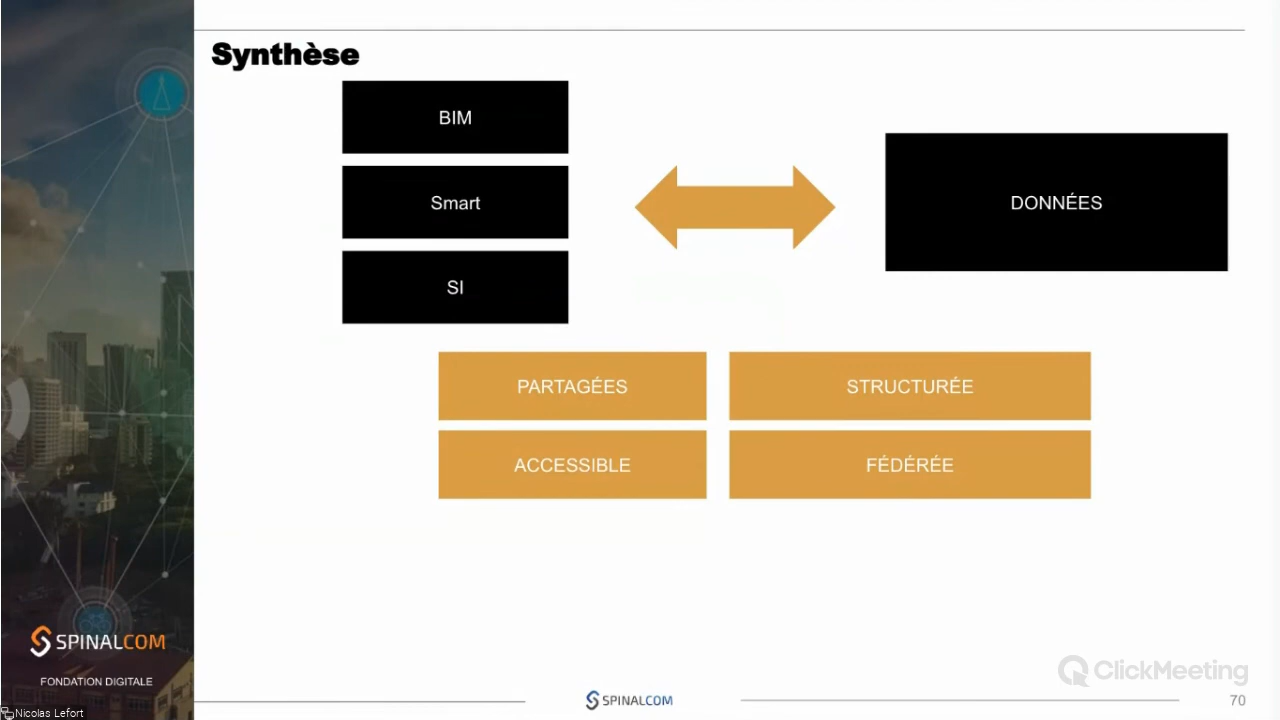 Synthèse
BIM
Smart
SI
DONNÉES
PARTAGÉES
STRUCTURÉE
ACCESSIBLE
FÉDÉRÉE
SPINALCOM
FONDATION DIGITALE
Nicolas Lefort
SPINALCOM
ClickMeeting
70